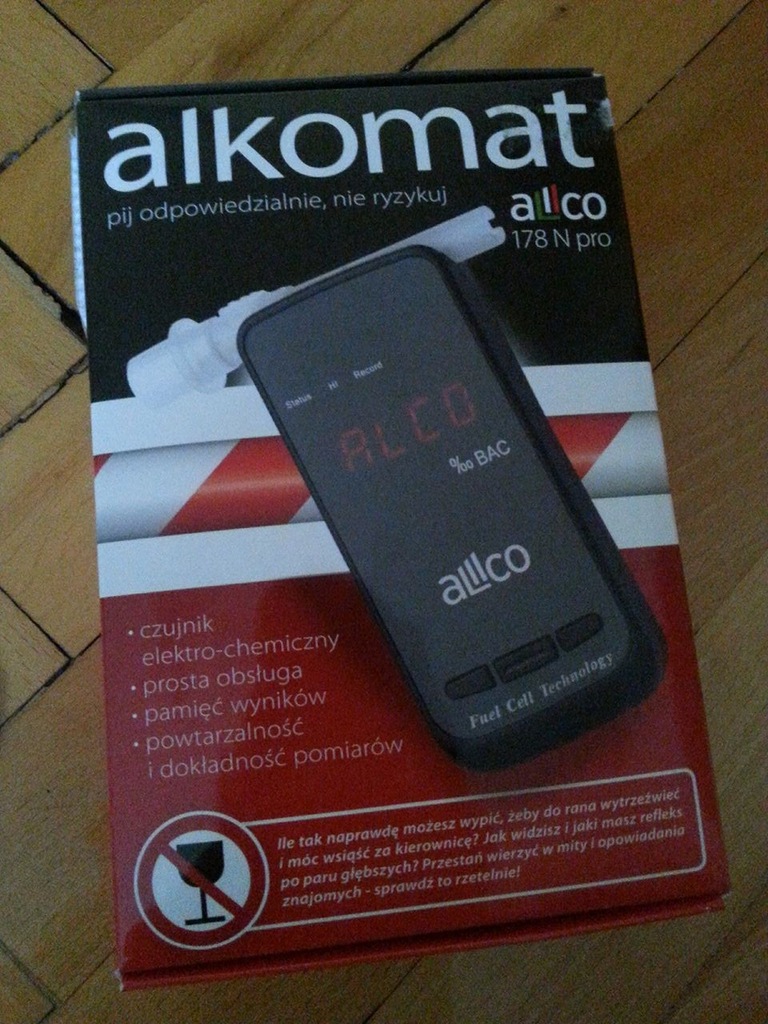 alkomat
pij odpowiedzialnie, nie ryzykuj
allco
178 N pro
Status HI Record
ALCO
‰ BAC
allco
Fuel Cell Technology
• czujnik
elektro-chemiczny
• prosta obsługa
• pamięć wyników
• powtarzalność
i dokładność pomiarów
Ile tak naprawdę możesz wypić, żeby do rana wytrzeźwieć
i móc wsiąść za kierownicę? Jak widzisz i jaki masz refleks
po paru głębszych? Przestań wierzyć w mity i opowiadania
znajomych - sprawdź to rzetelnie!